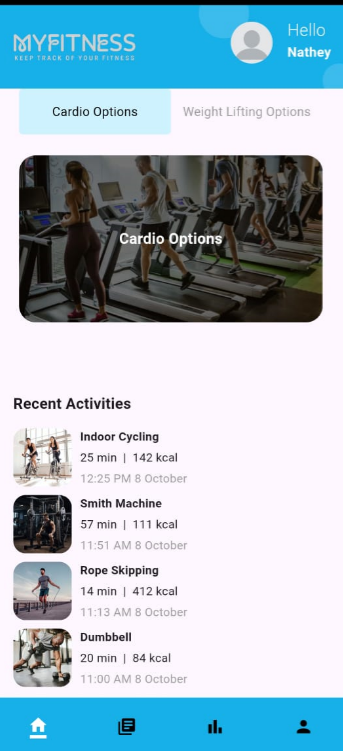 MYFITNESS
KEEP TRACK OF YOUR FITNESS
Hello
Nathey
Cardio Options
Weight Lifting Options
Cardio Options
Recent Activities
Indoor Cycling
25 min | 142 kcal
12:25 PM 8 October
Smith Machine
57 min | 111 kcal
11:51 AM 8 October
Rope Skipping
14 min | 412 kcal
11:13 AM 8 October
Dumbbell
20 min | 84 kcal
11:00 AM 8 October